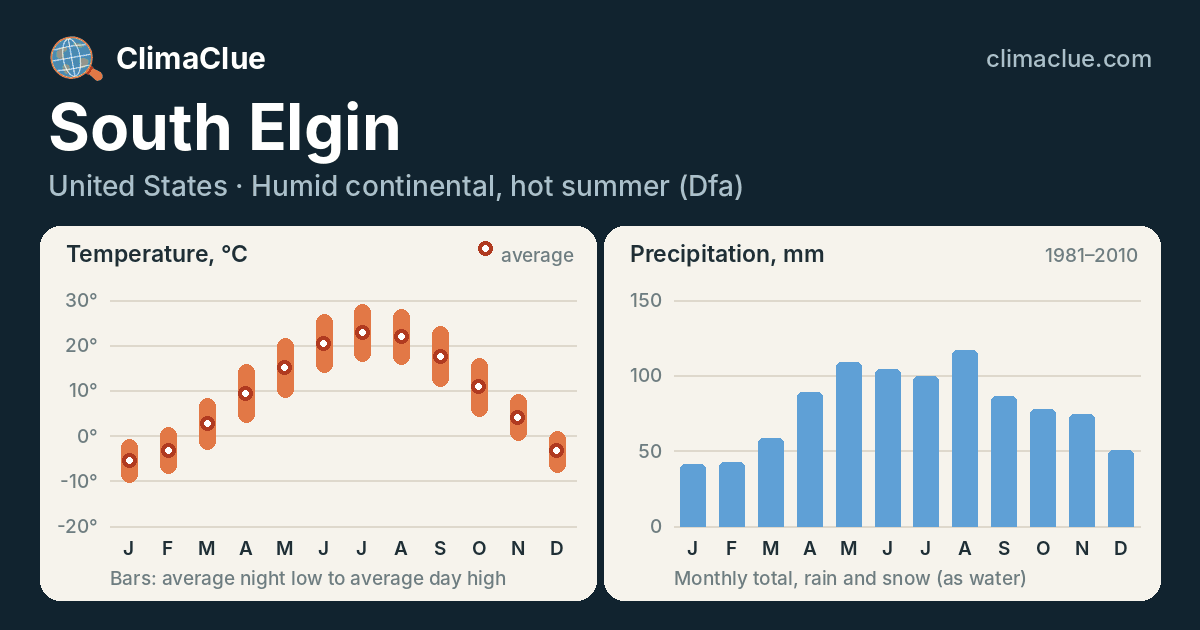 ClimaClue
climaclue.com
South Elgin
United States · Humid continental, hot summer (Dfa)
Temperature, °C
average
30°
20°
10°
0°
-10°
-20°
J F M A M J J A S O N D
Bars: average night low to average day high
Precipitation, mm
1981–2010
150
100
50
0
J F M A M J J A S O N D
Monthly total, rain and snow (as water)